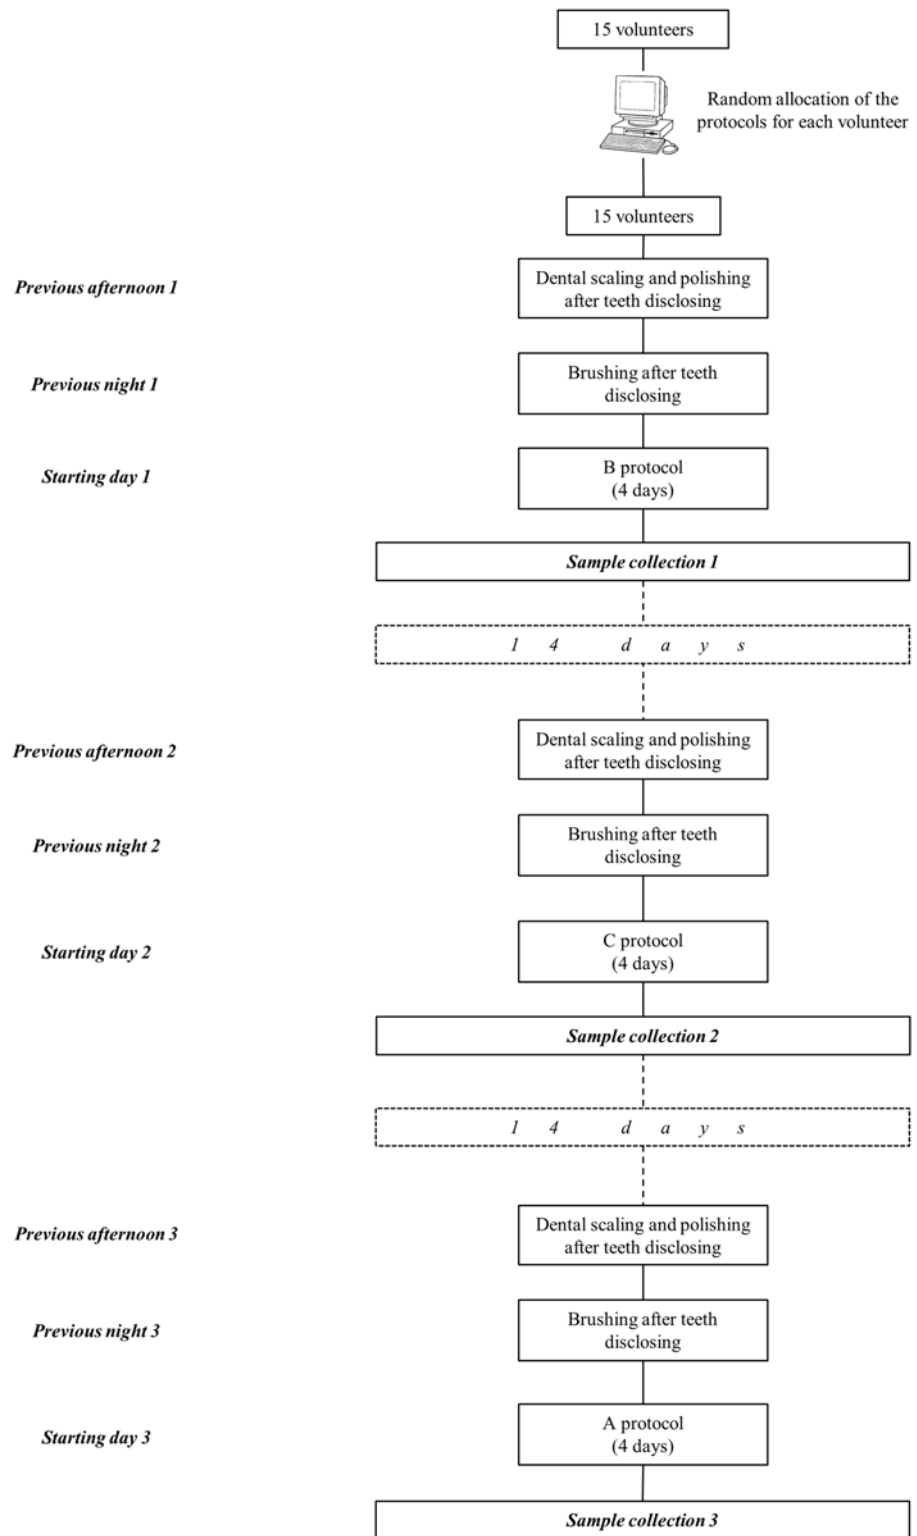 15 volunteers
Random allocation of the
protocols for each volunteer
15 volunteers
Previous afternoon 1
Dental scaling and polishing
after teeth disclosing
Previous night 1
Brushing after teeth
disclosing
Starting day 1
B protocol
(4 days)
Sample collection 1
1 4 d a y s
Previous afternoon 2
Dental scaling and polishing
after teeth disclosing
Previous night 2
Brushing after teeth
disclosing
Starting day 2
C protocol
(4 days)
Sample collection 2
1 4 d a y s
Previous afternoon 3
Dental scaling and polishing
after teeth disclosing
Previous night 3
Brushing after teeth
disclosing
Starting day 3
A protocol
(4 days)
Sample collection 3